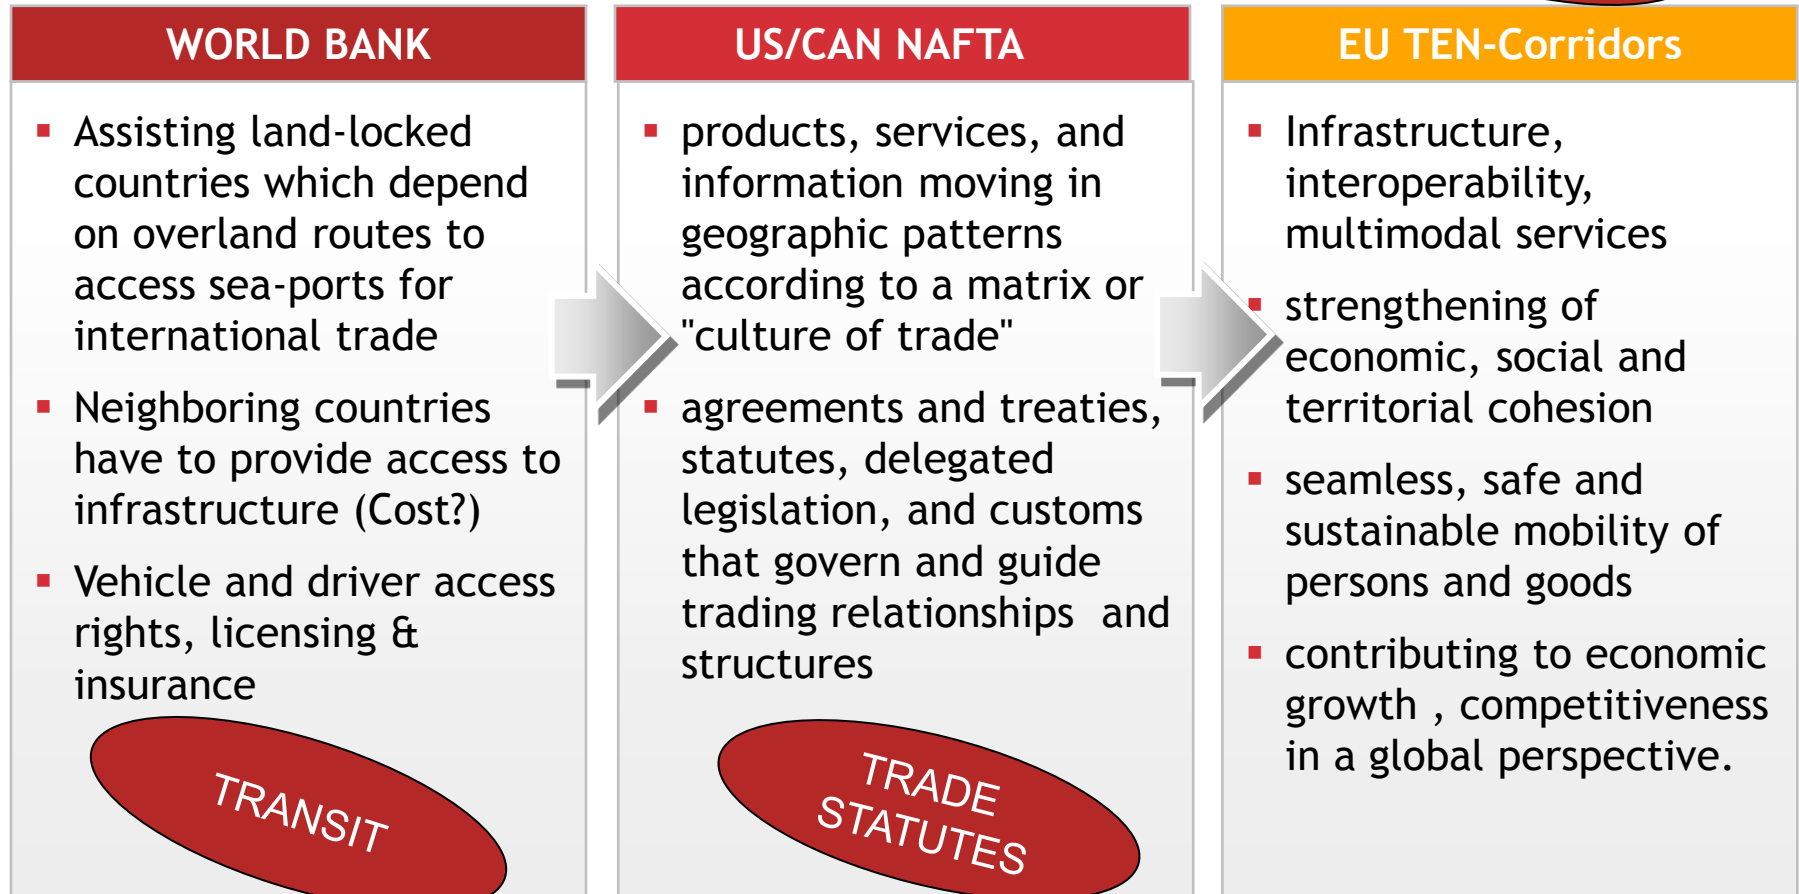 WORLD BANK
Assisting land-locked
countries which depend
on overland routes to
access sea-ports for
international trade
Neighboring countries
have to provide access to
infrastructure (Cost?)
Vehicle and driver access
rights, licensing &
insurance
TRANSIT
US/CAN NAFTA
products, services, and
information moving in
geographic patterns
according to a matrix or
"culture of trade"
agreements and treaties,
statutes, delegated
legislation, and customs
that govern and guide
trading relationships  and
structures
TRADE
STATUTES
EU TEN-Corridors
Infrastructure,
interoperability,
multimodal services
strengthening of
economic, social and
territorial cohesion
seamless, safe and
sustainable mobility of
persons and goods
contributing to economic
growth , competitiveness
in a global perspective.